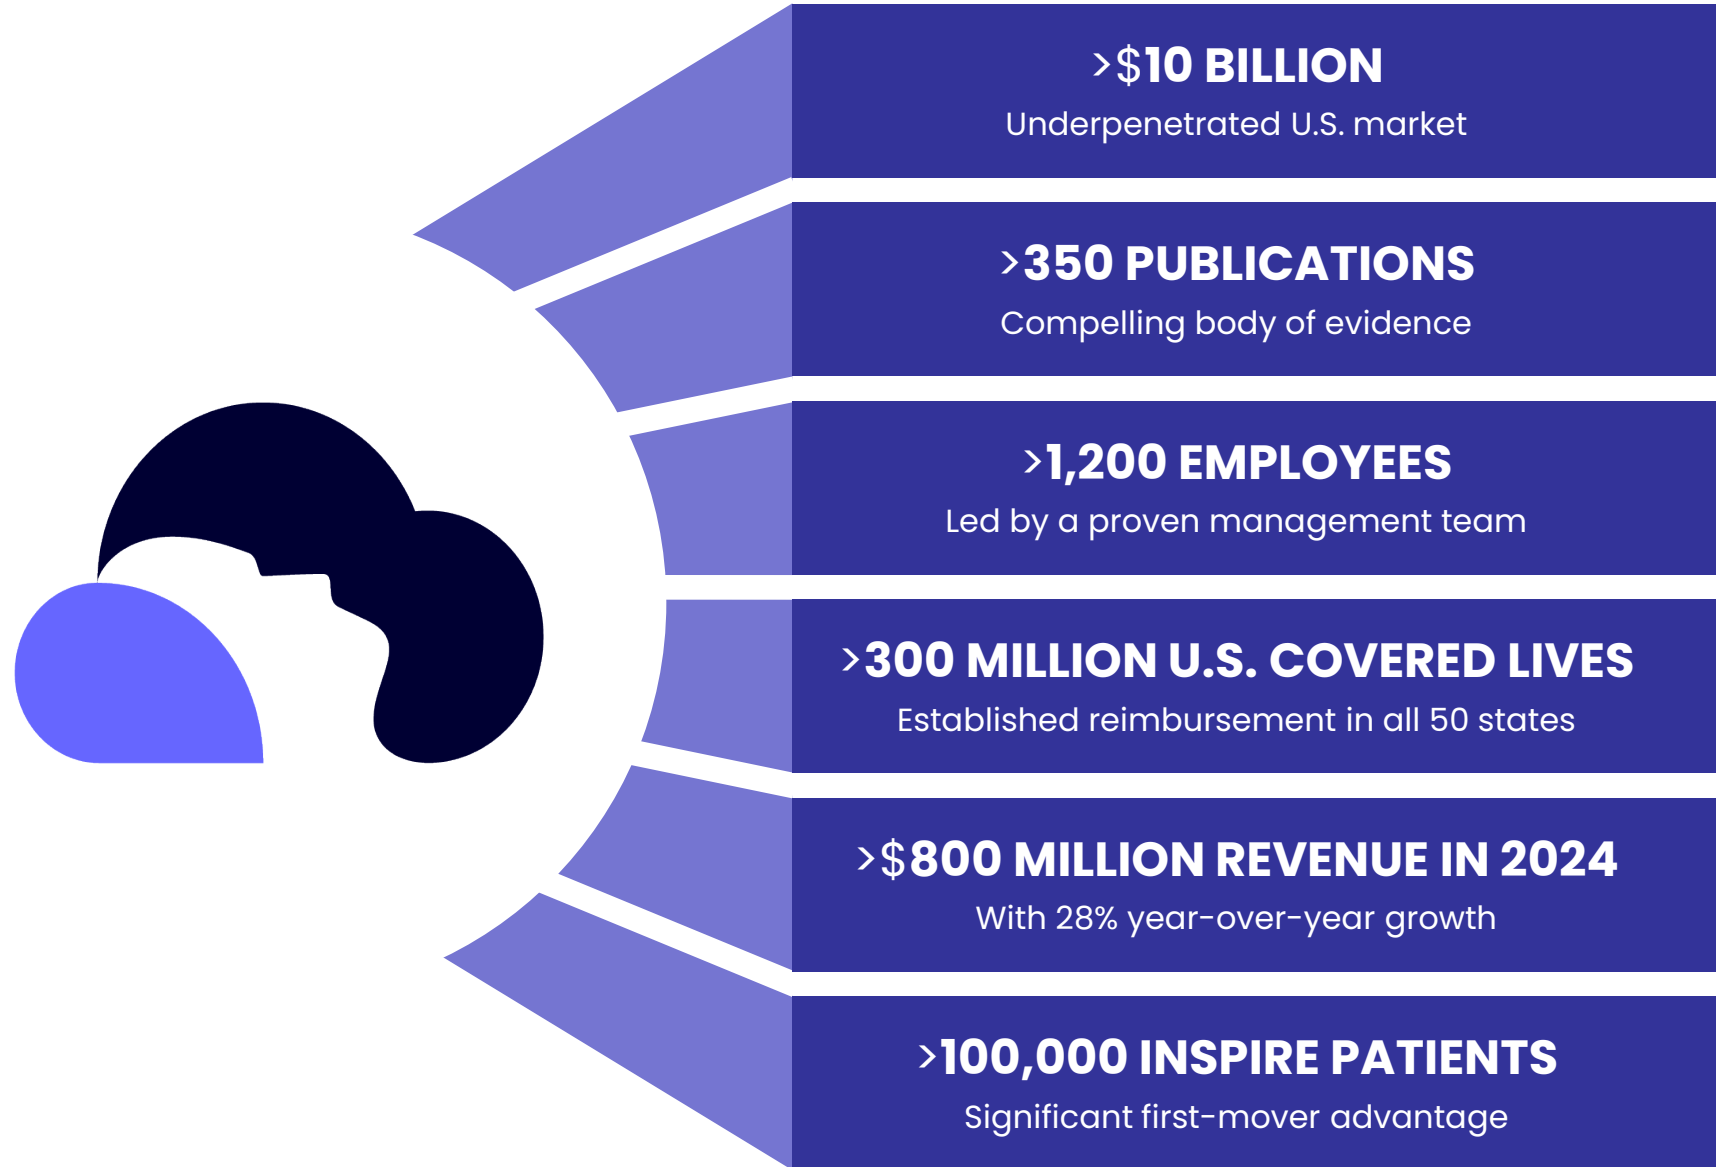 >$10 BILLION
Underpenetrated U.S. market
>350 PUBLICATIONS
Compelling body of evidence
>1,200 EMPLOYEES
Led by a proven management team
>300 MILLION U.S. COVERED LIVES
Established reimbursement in all 50 states
>$800 MILLION REVENUE IN 2024
With 28% year-over-year growth
>100,000 INSPIRE PATIENTS
Significant first-mover advantage